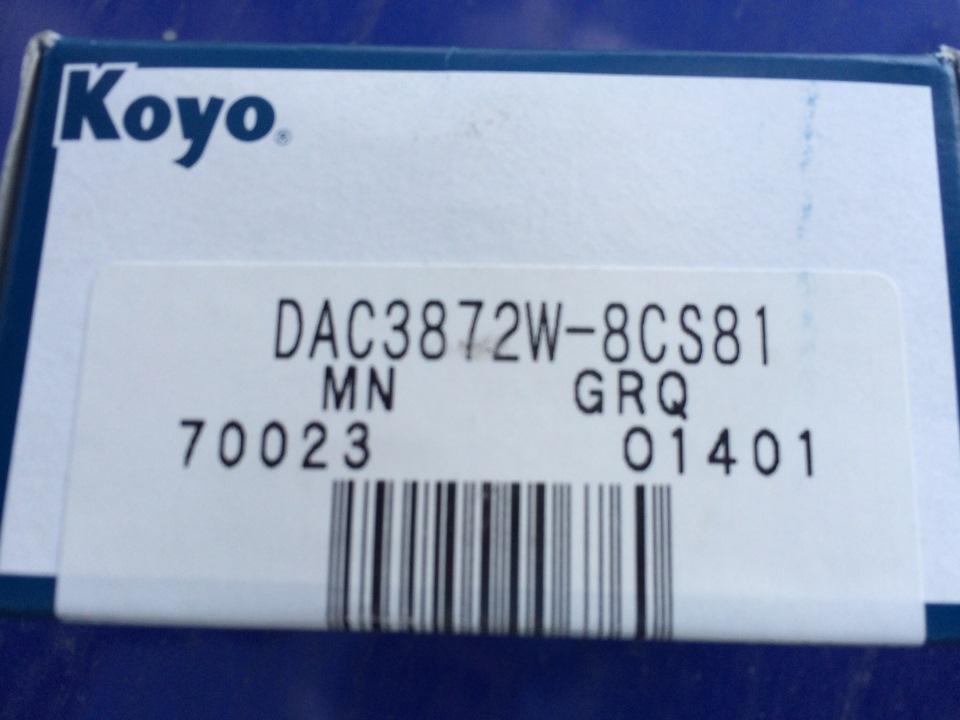 Koyo®
DAC3872W-8CS81
MN GRQ
70023 01401